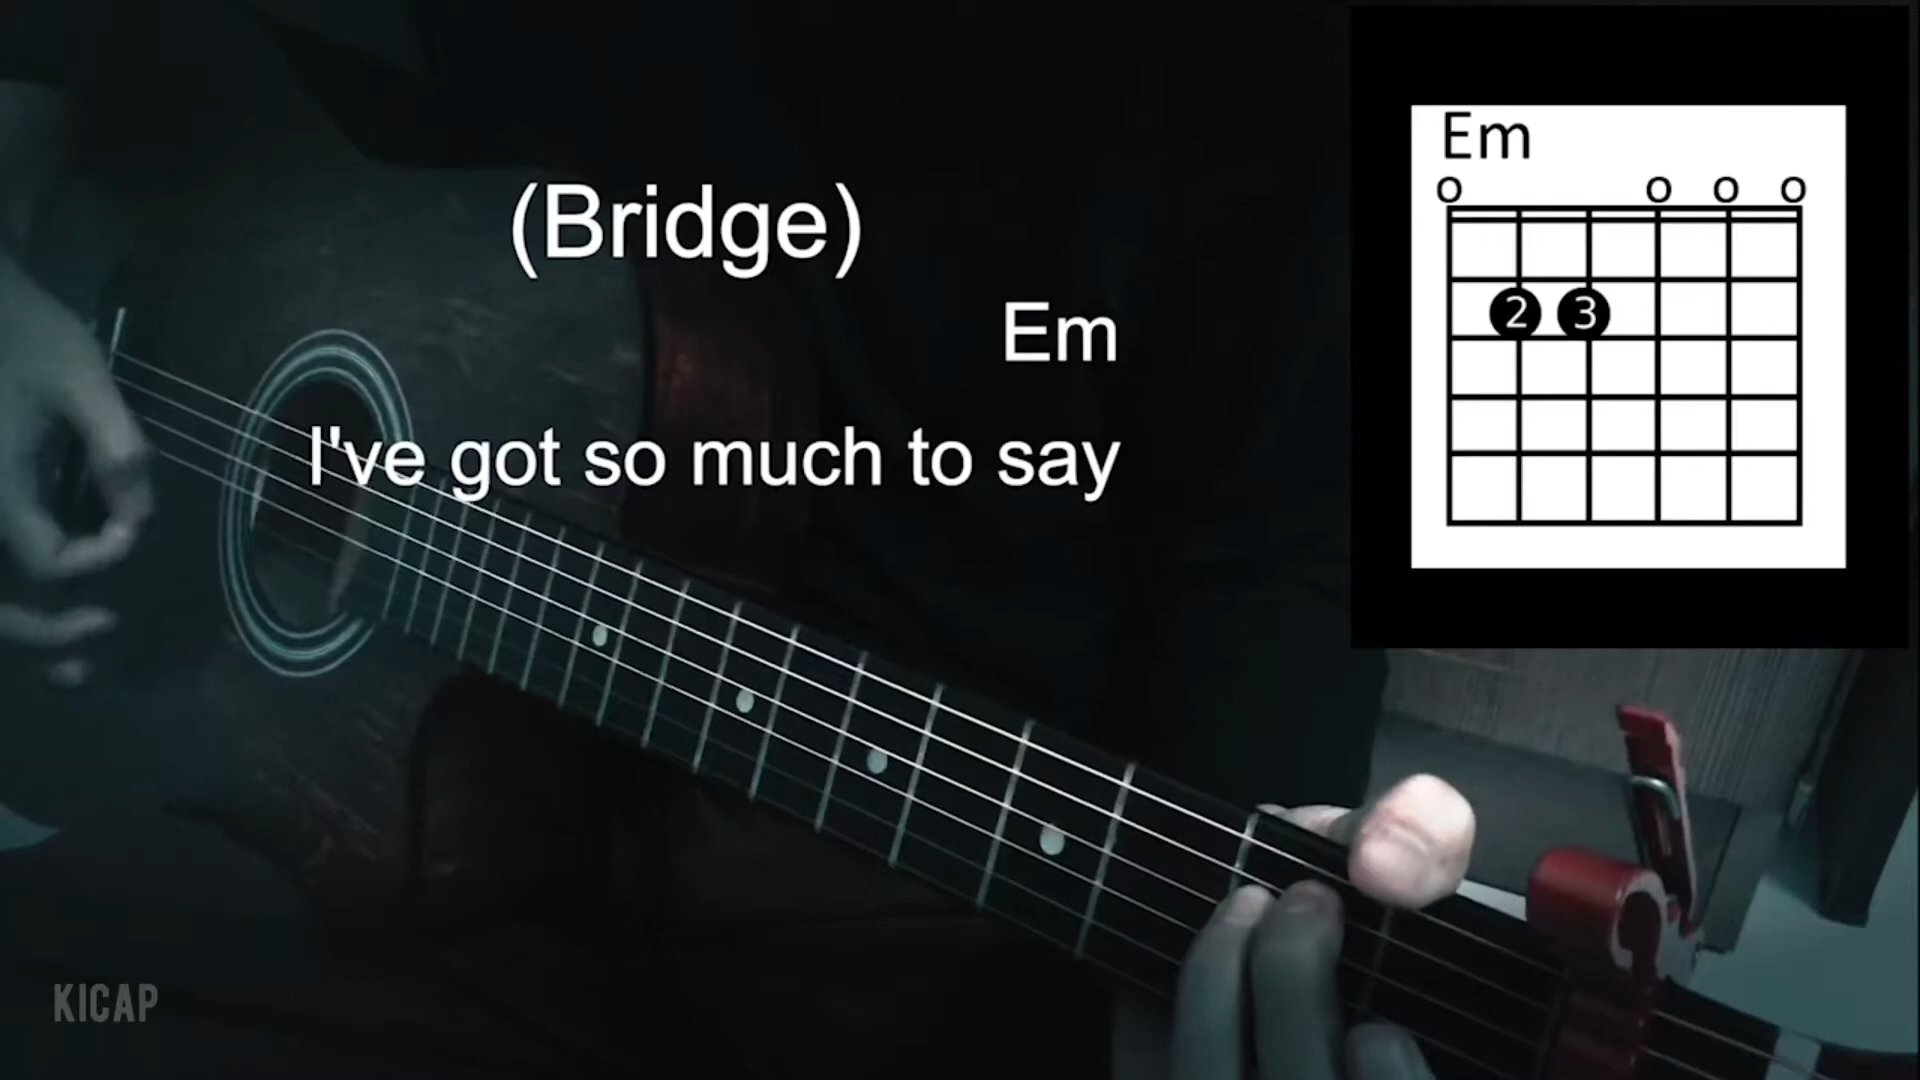 (Bridge)
Em
I've got so much to say
Em
o o o o
2 3
KICAP